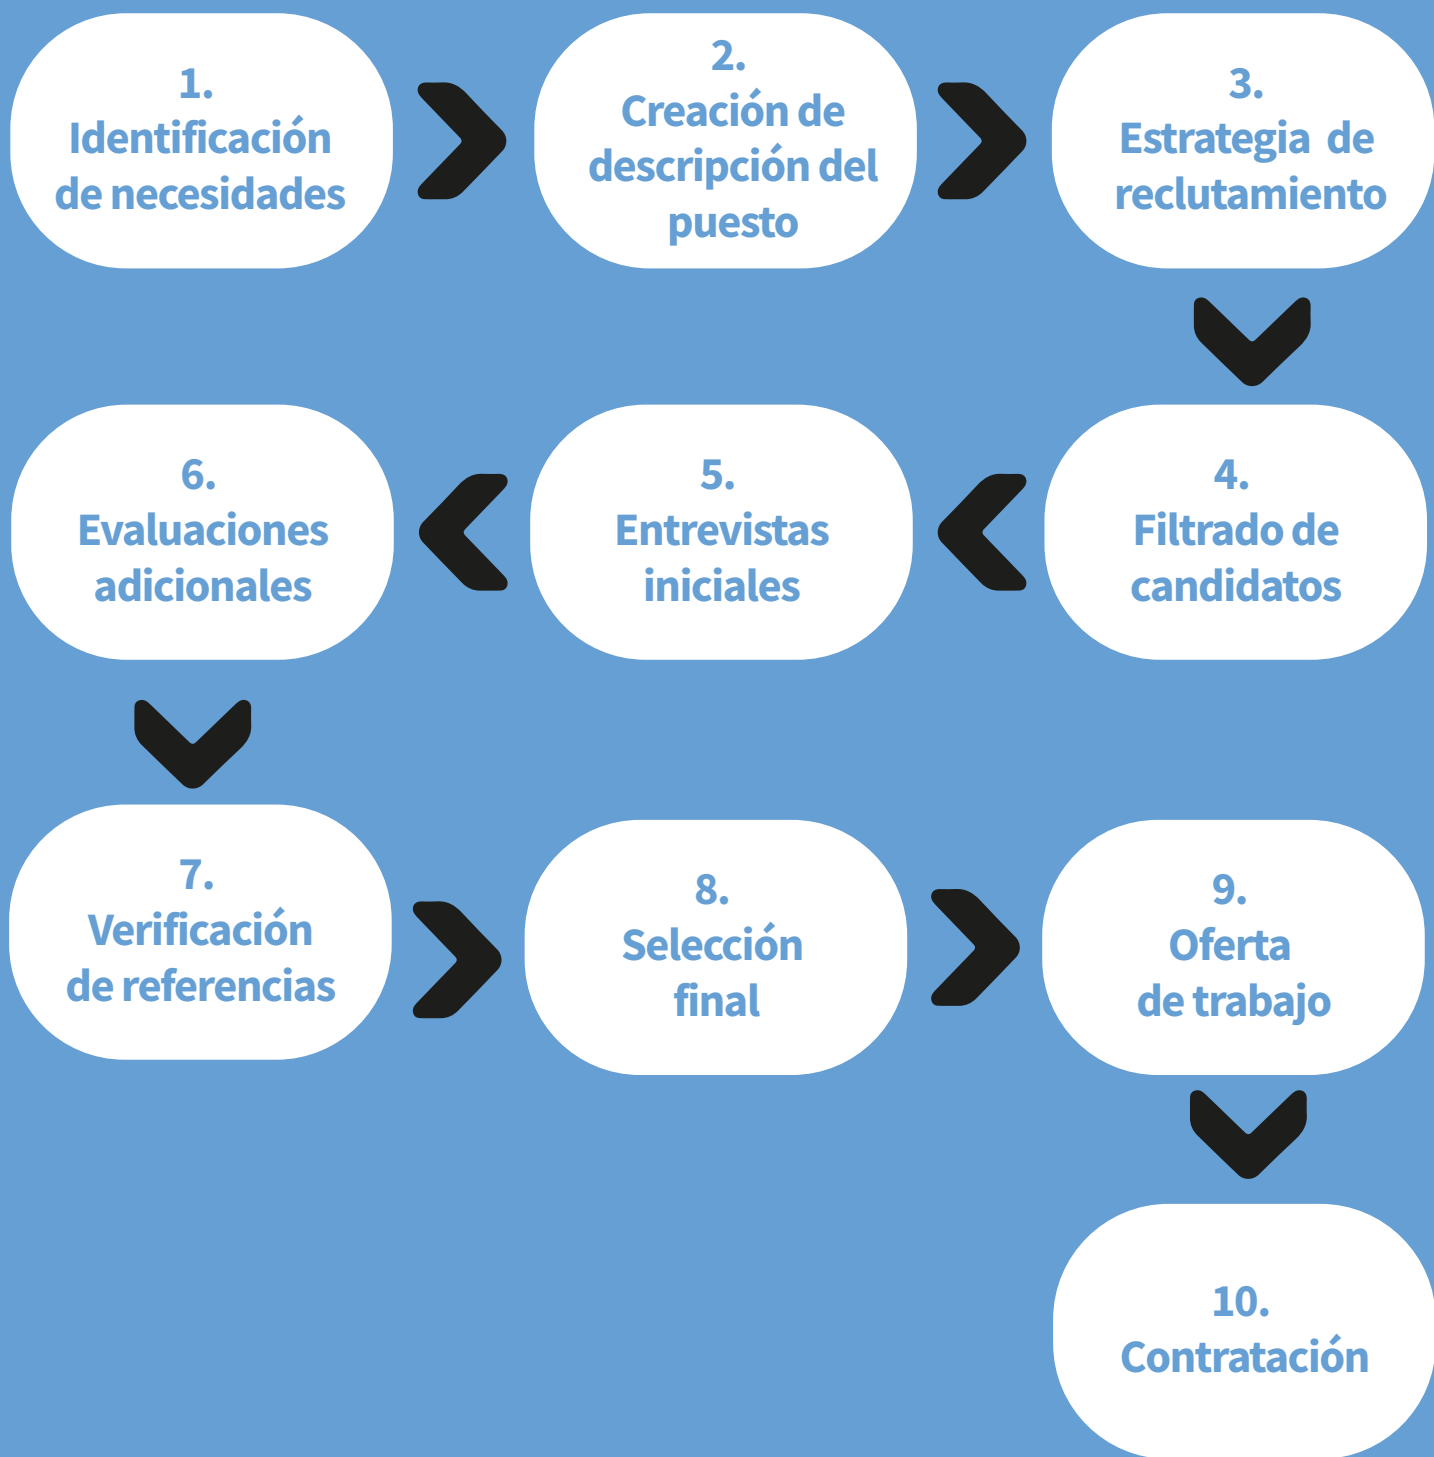 1.
Identificación
de necesidades
2.
Creación de
descripción del
puesto
3.
Estrategia de
reclutamiento
4.
Filtrado de
candidatos
5.
Entrevistas
iniciales
6.
Evaluaciones
adicionales
7.
Verificación
de referencias
8.
Selección
final
9.
Oferta
de trabajo
10.
Contratación